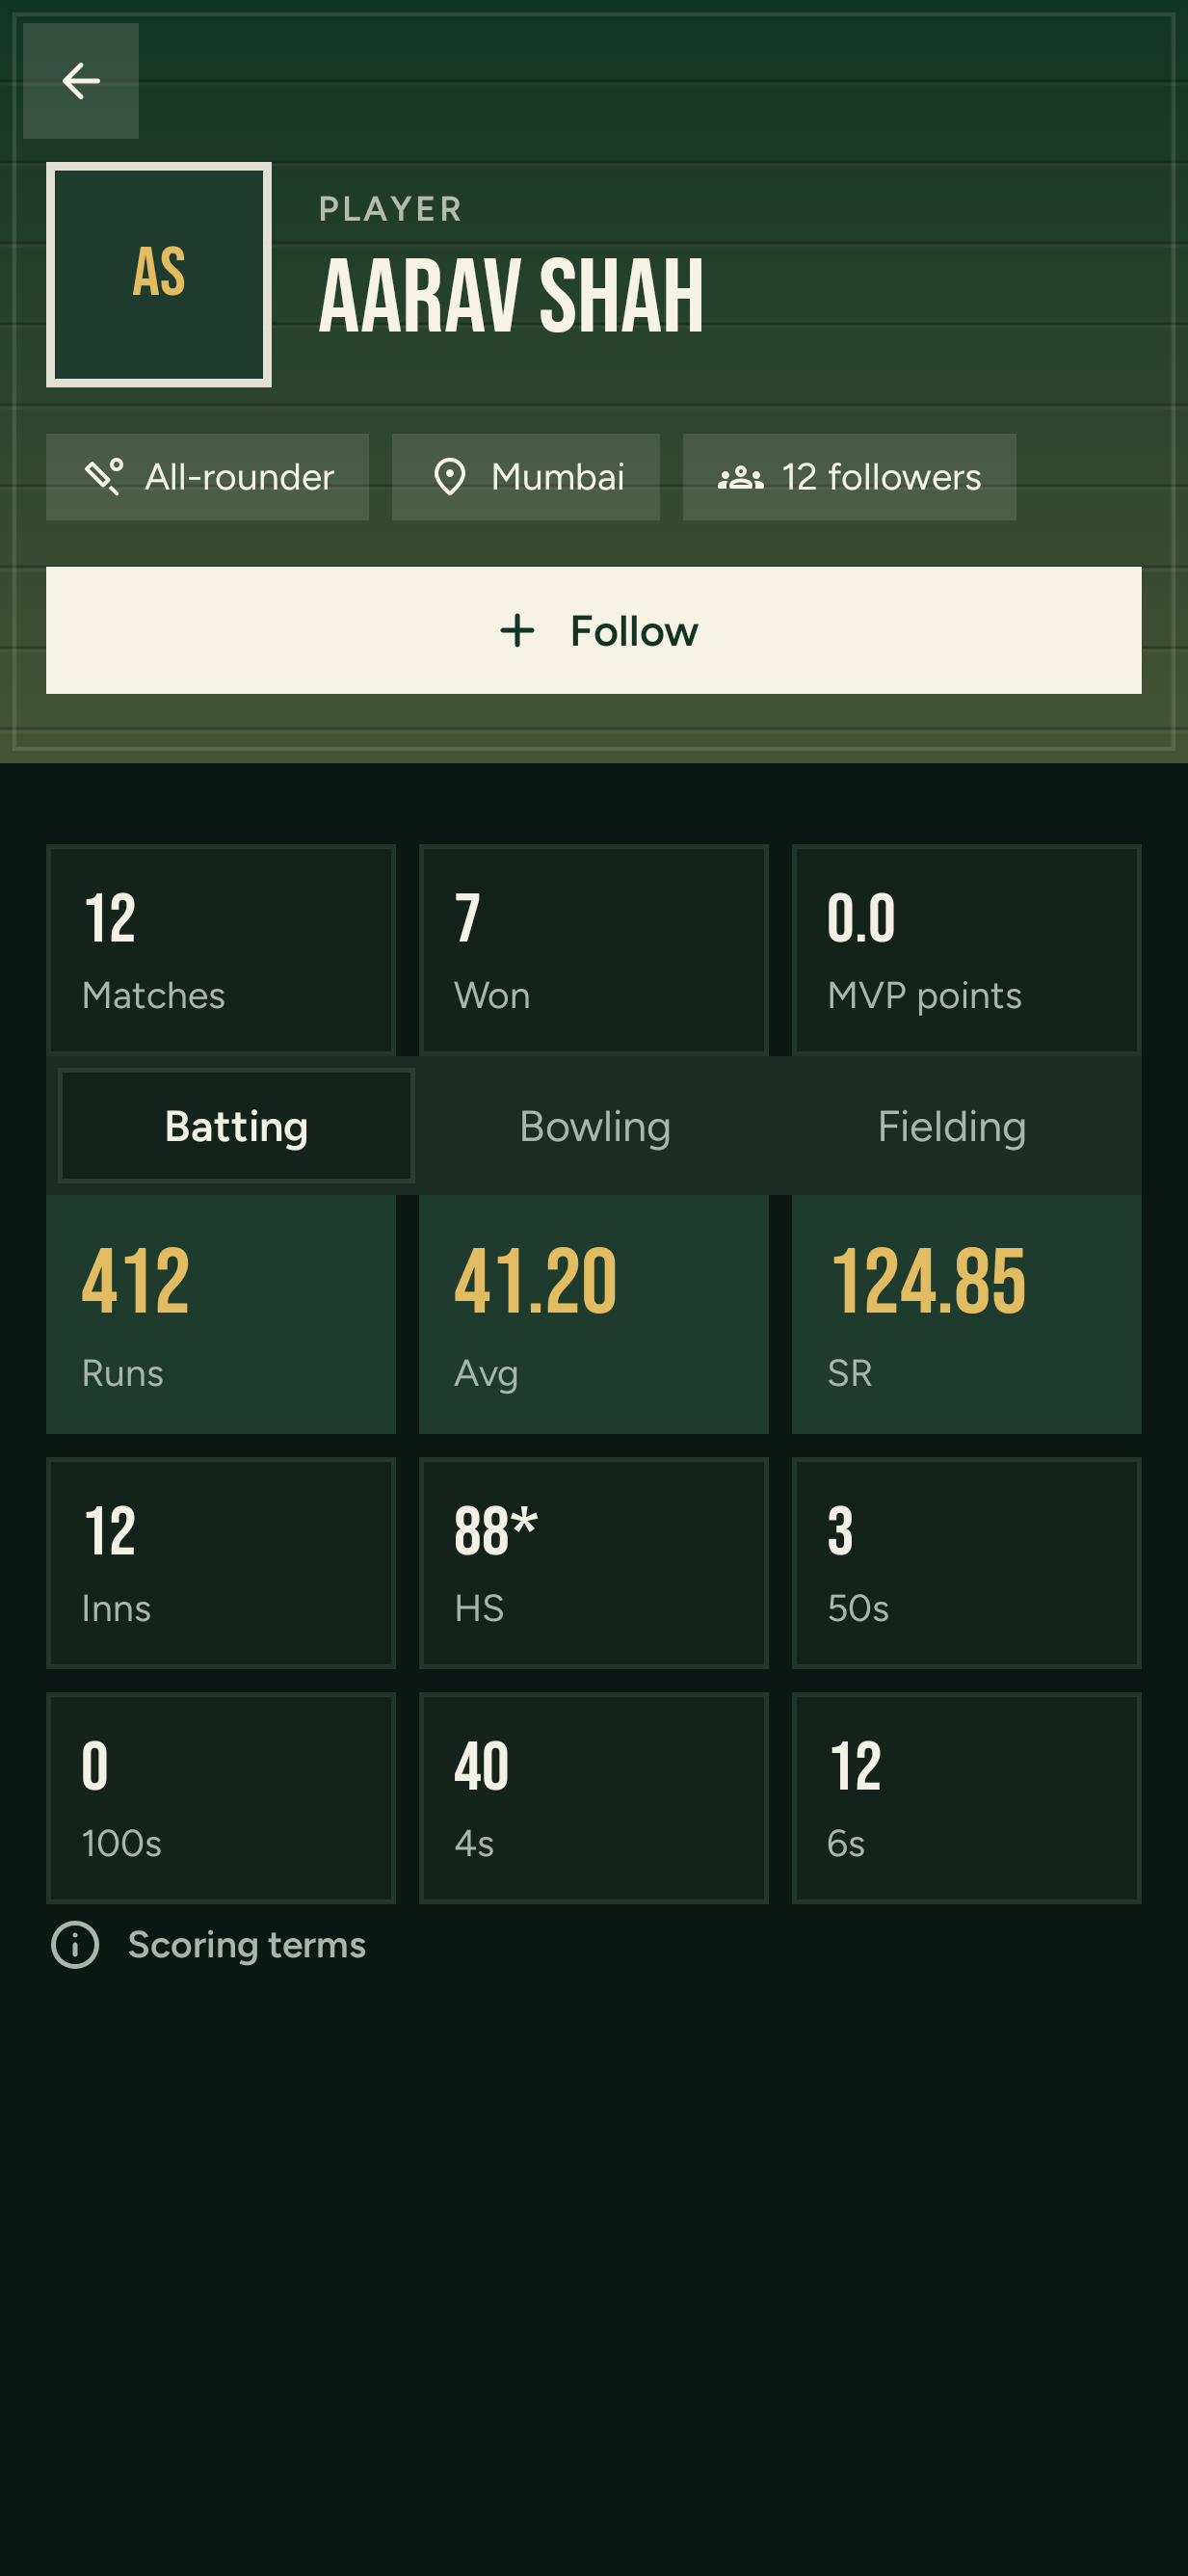 PLAYER
AS
AARAV SHAH
All-rounder
Mumbai
12 followers
Follow
12
7
0.0
Matches
Won
MVP points
Batting
Bowling
Fielding
412
41.20
124.85
Runs
Avg
SR
12
88*
3
Inns
HS
50s
0
40
12
100s
4s
6s
Scoring terms